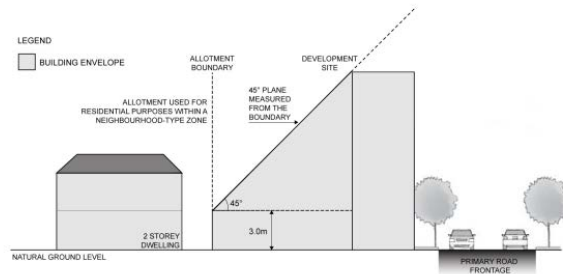 LEGEND
BUILDING ENVELOPE
ALLOTMENT
BOUNDARY
DEVELOPMENT
SITE
ALLOTMENT USED FOR
RESIDENTIAL PURPOSES WITHIN A
NEIGHBOURHOOD-TYPE ZONE
45° PLANE
MEASURED
FROM THE
BOUNDARY
45°
3.0m
2 STOREY
DWELLING
NATURAL GROUND LEVEL
PRIMARY ROAD
FRONTAGE